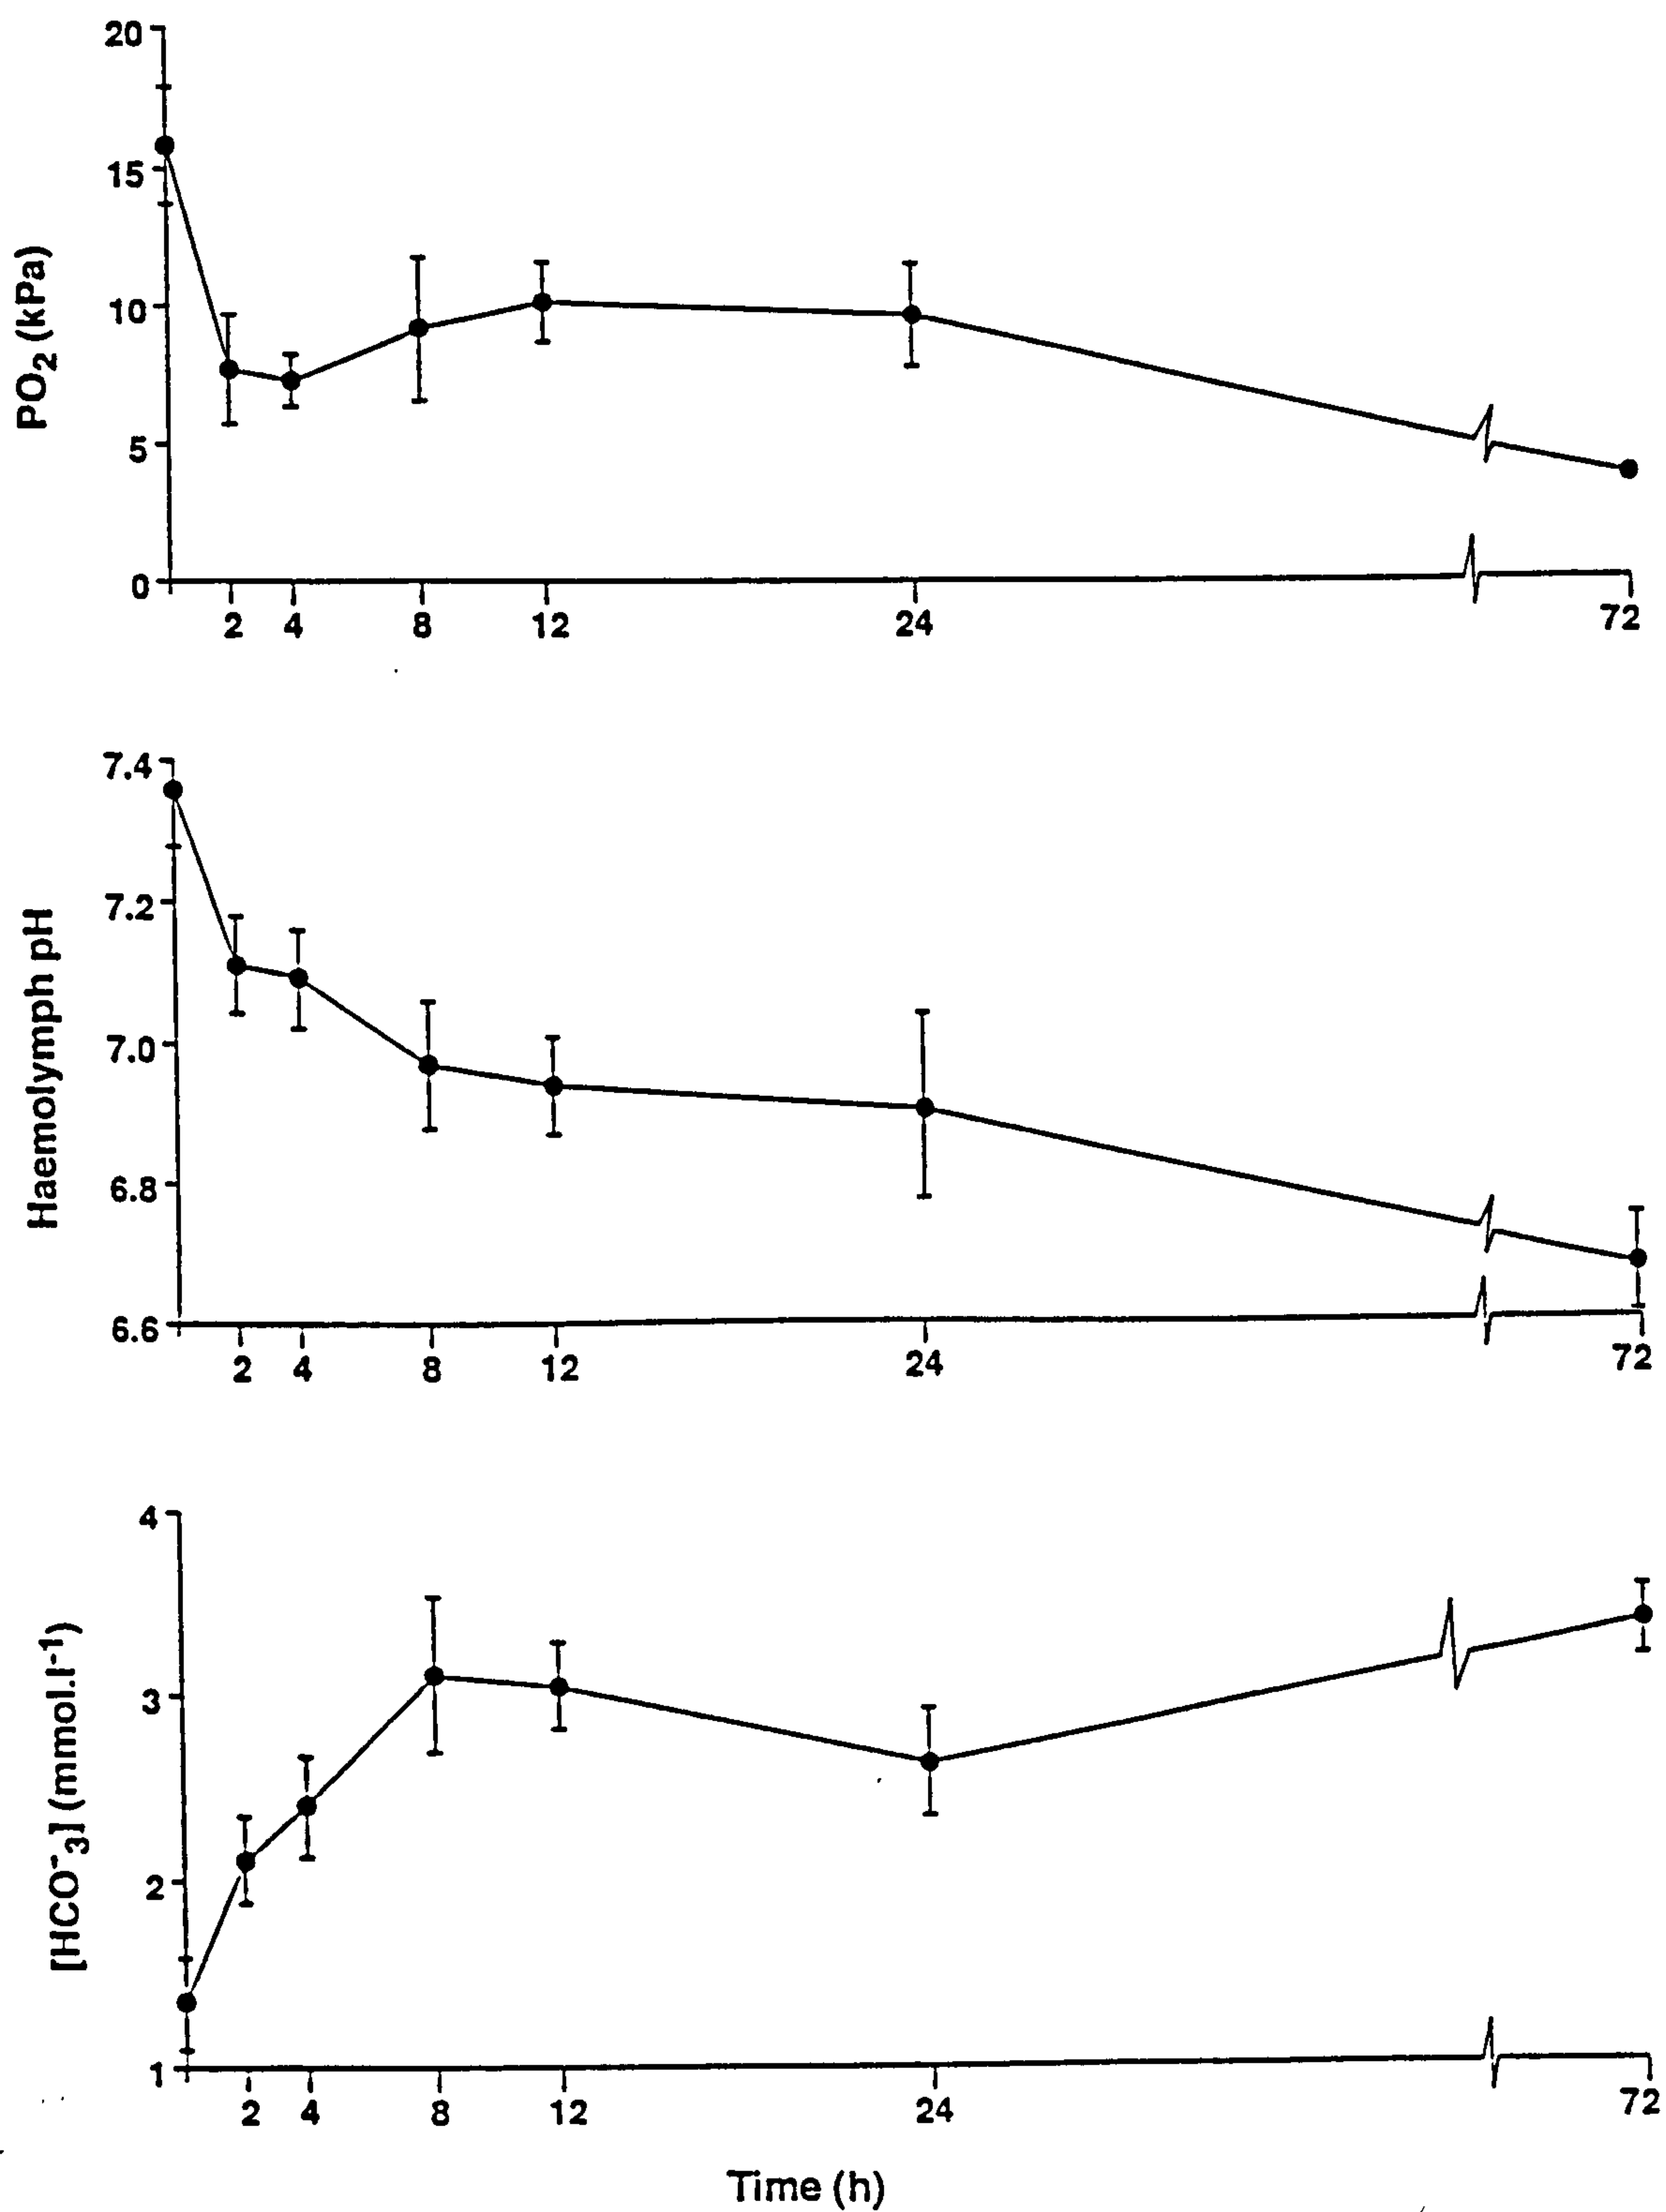 20
15
10
5
0
PO2 (kPa)
2 4 8 12 24 72
7.4
7.2
7.0
6.8
6.6
Haemolymph pH
2 4 8 12 24 72
4
3
2
1
[HCO⁻3] (mmol.l⁻¹)
2 4 8 12 24 72
Time (h)